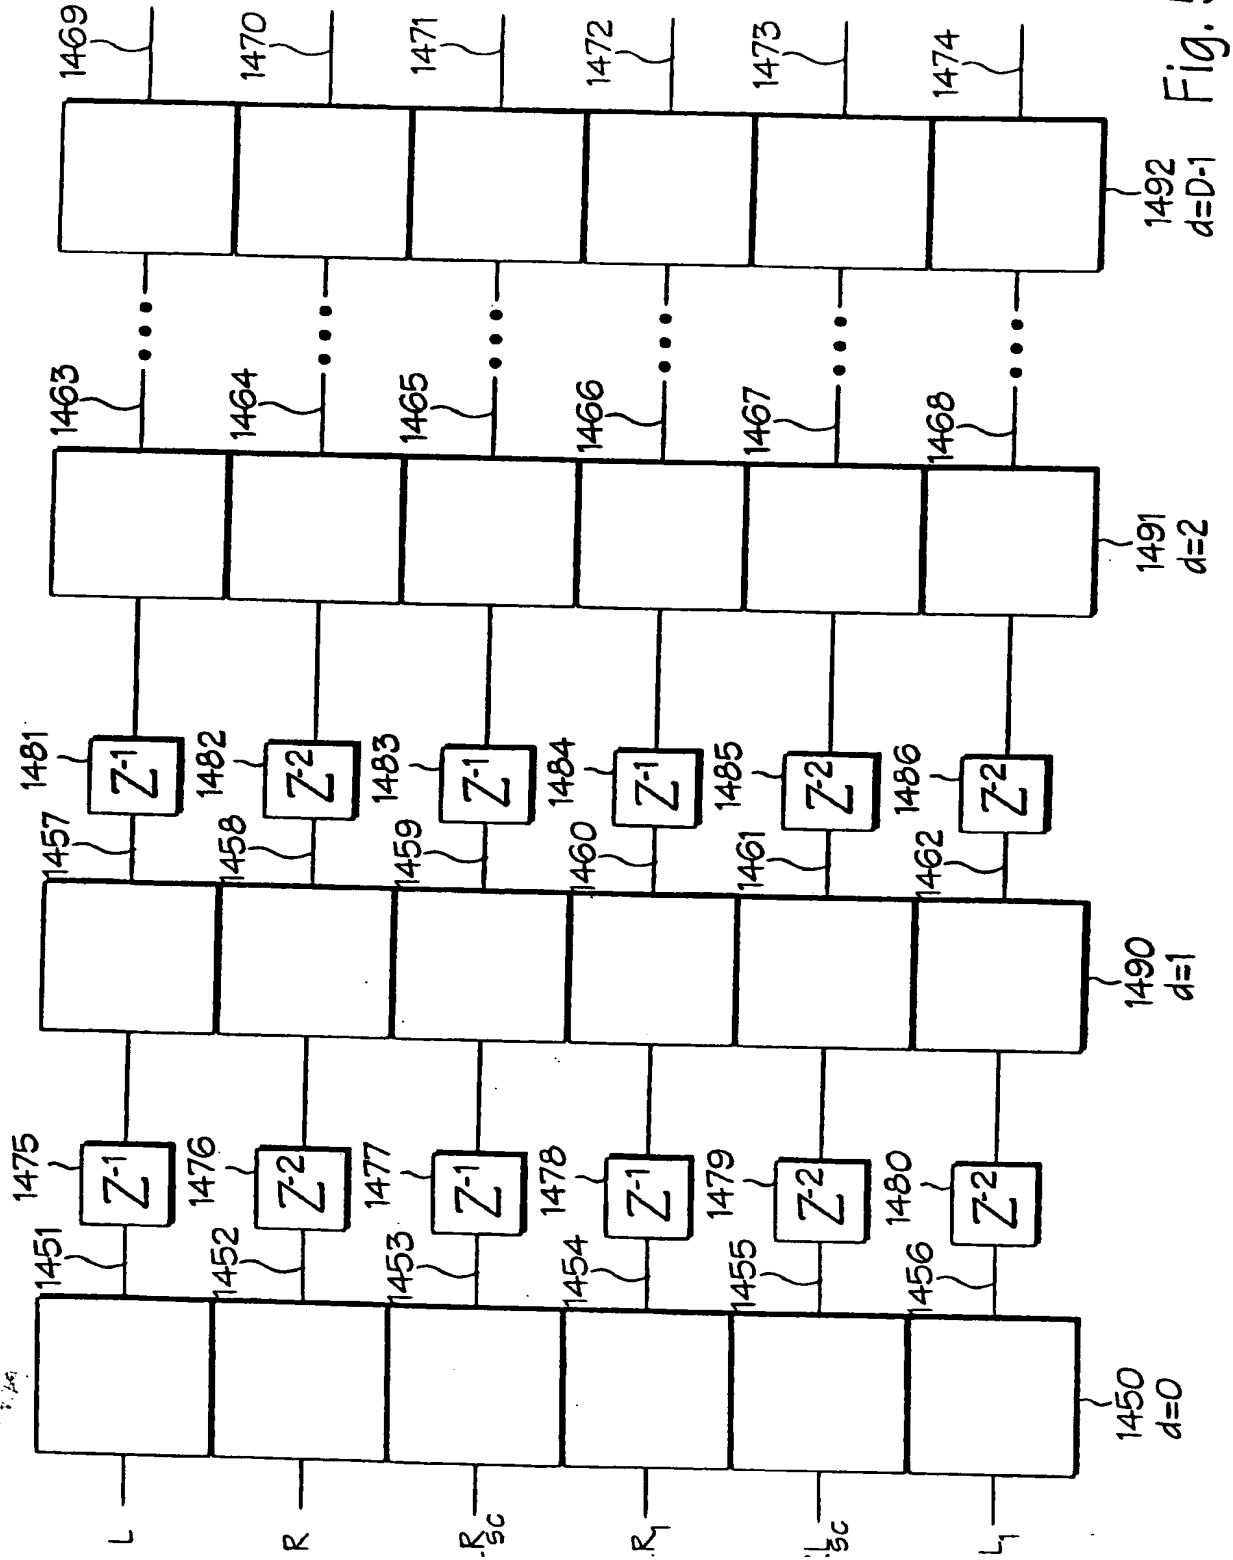 1475 1481
1451 1457 1463 1469
L Z⁻¹ Z⁻¹
1476 1482
1452 1458 1464 1470
R Z⁻² Z⁻²
1477 1483
1453 1459 1465 1471
R_SC Z⁻¹ Z⁻¹
1478 1484
1454 1460 1466 1472
R₁ Z⁻¹ Z⁻¹
1479 1485
1455 1461 1467 1473
L_SC Z⁻² Z⁻²
1480 1486
1456 1462 1468 1474
L₁ Z⁻² Z⁻²
1450 1490 1491 1492
d=0 d=1 d=2 d=D-1
Fig.